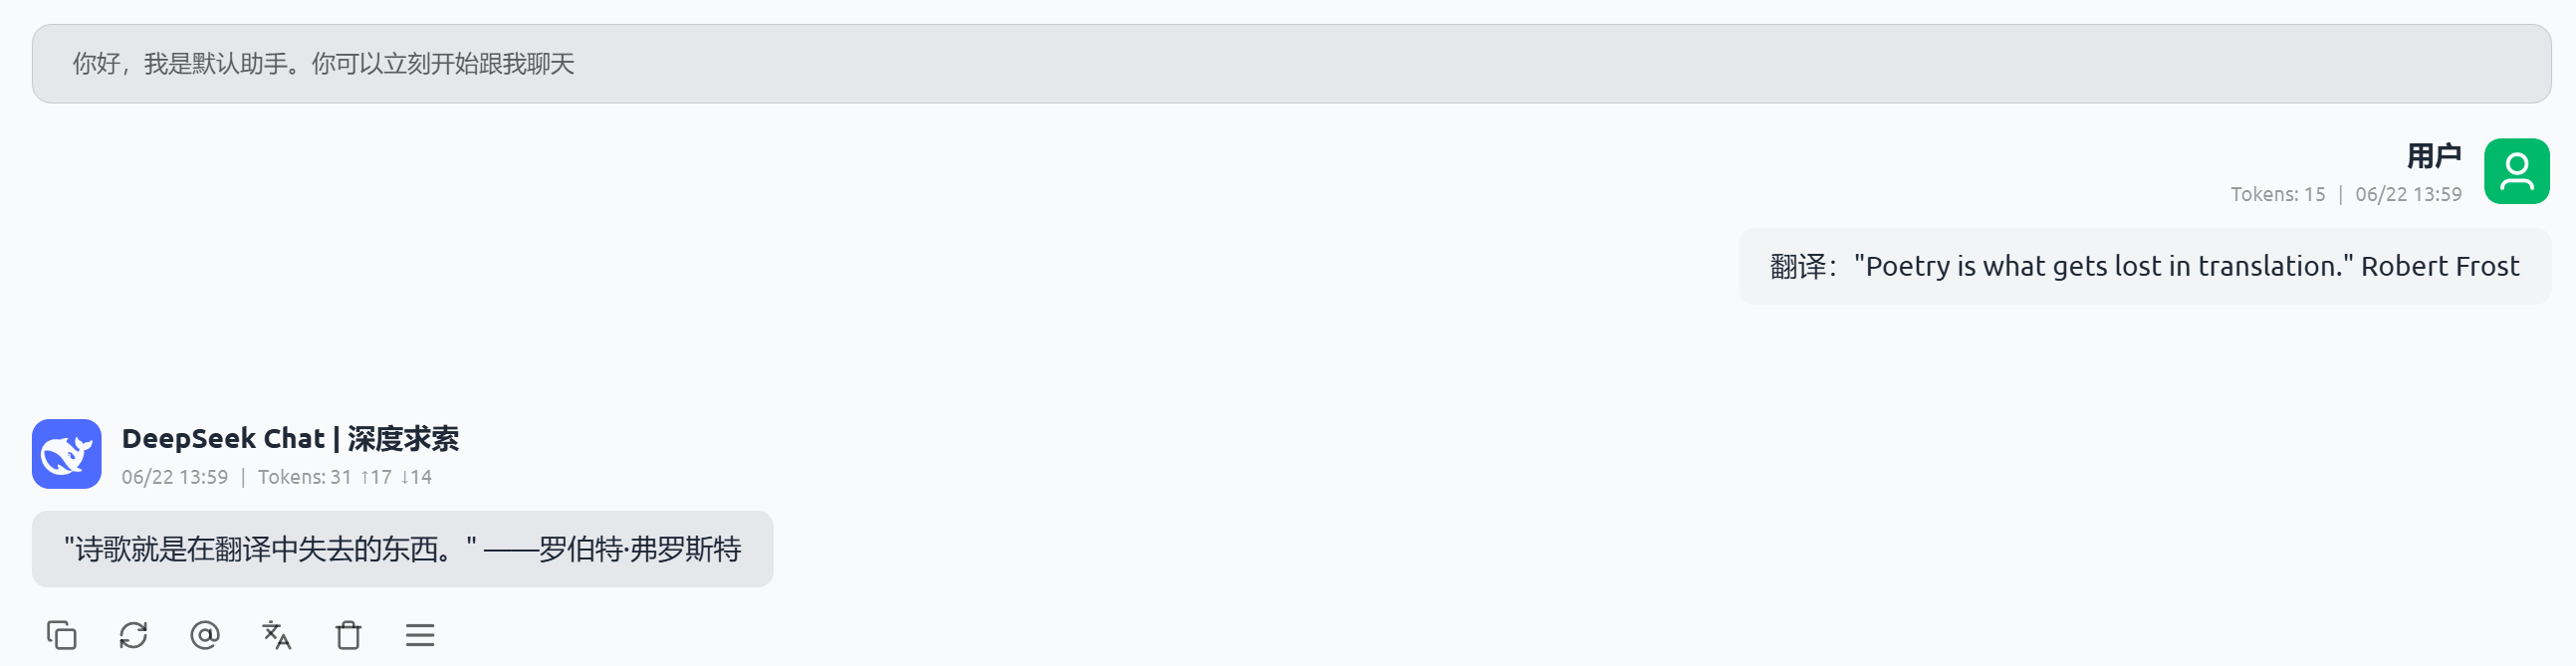 你好，我是默认助手。你可以立刻开始跟我聊天
用户
Tokens: 15 | 06/22 13:59
翻译："Poetry is what gets lost in translation." Robert Frost
DeepSeek Chat | 深度求索
06/22 13:59 | Tokens: 31 ↑17 ↓14
"诗歌就是在翻译中失去的东西。" ——罗伯特·弗罗斯特